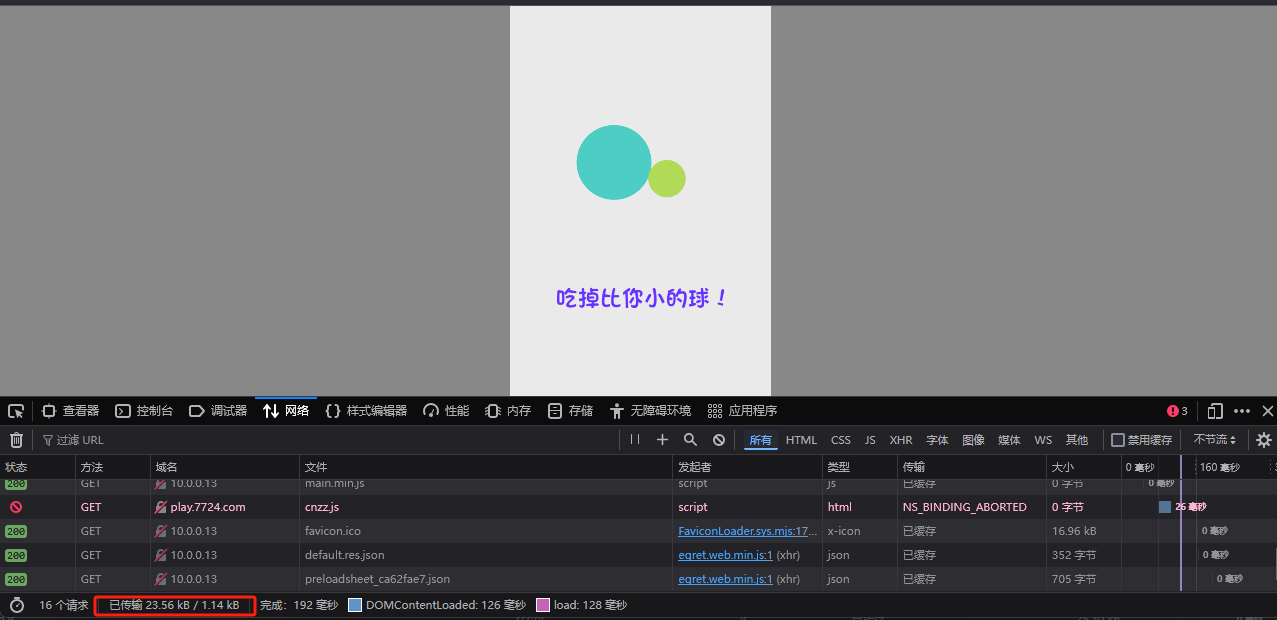 吃掉比你小的球！
查看器 控制台 调试器 网络 样式编辑器 性能 内存 存储 无障碍环境 应用程序 3
过滤 URL 所有 HTML CSS JS XHR 字体 图像 媒体 WS 其他 禁用缓存 不节流
状态 方法 域名 文件 发起者 类型 传输 大小 0 毫秒 160 毫秒
200 GET 10.0.0.13 main.min.js script js 已缓存 0 字节 0 毫秒
GET play.7724.com cnzz.js script html NS_BINDING_ABORTED 0 字节 26 毫秒
200 GET 10.0.0.13 favicon.ico FaviconLoader.sys.mjs:17... x-icon 已缓存 16.96 kB 0 毫秒
200 GET 10.0.0.13 default.res.json egret.web.min.js:1 (xhr) json 已缓存 352 字节 0 毫秒
200 GET 10.0.0.13 preloadsheet_ca62fae7.json egret.web.min.js:1 (xhr) json 已缓存 705 字节 0 毫秒
16 个请求 已传输 23.56 kB / 1.14 kB 完成：192 毫秒 DOMContentLoaded: 126 毫秒 load: 128 毫秒